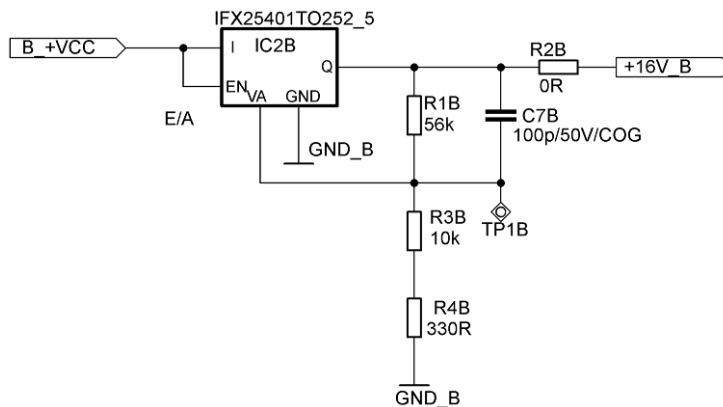 IFX25401TO252_5
B_+VCC
I
IC2B
Q
EN
VA
GND
E/A
GND_B
R2B
0R
+16V_B
R1B
56k
C7B
100p/50V/COG
TP1B
R3B
10k
R4B
330R
GND_B